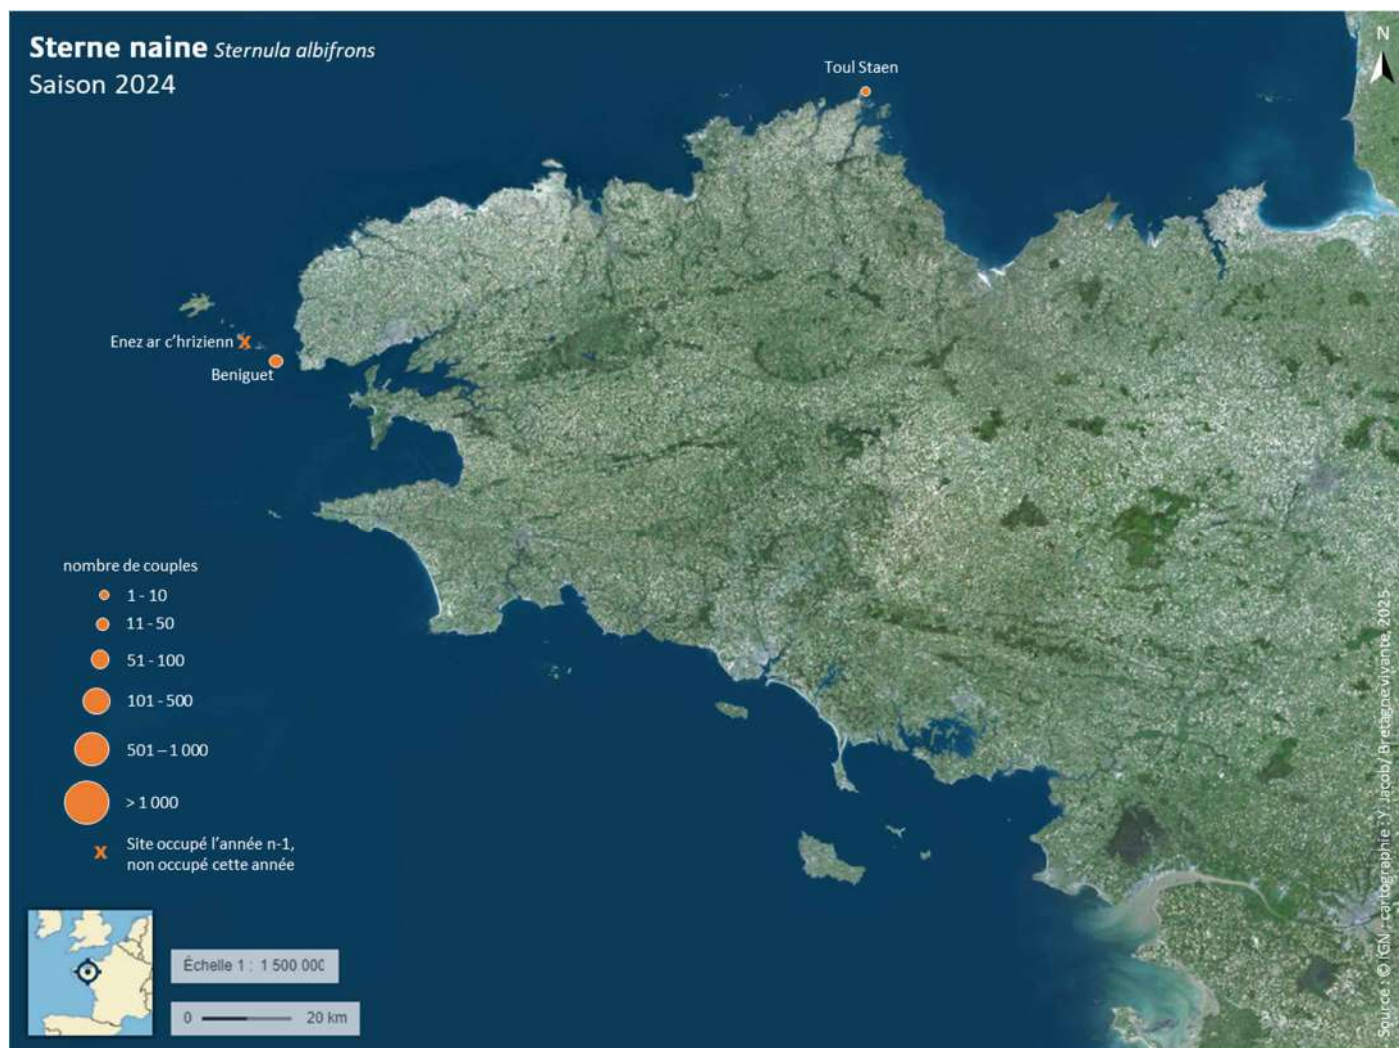 Sterne naine Sternula albifrons
Saison 2024
N
Toul Staen
Enez ar c'hrizienn x
Beniguet
nombre de couples
1 - 10
11 - 50
51 - 100
101 - 500
501 – 1 000
> 1 000
x Site occupé l'année n-1,
non occupé cette année
Échelle 1 : 1 500 000
0 20 km
Source : © IGN ; cartographie : Y. Jacob/ Bretagne vivante, 2025